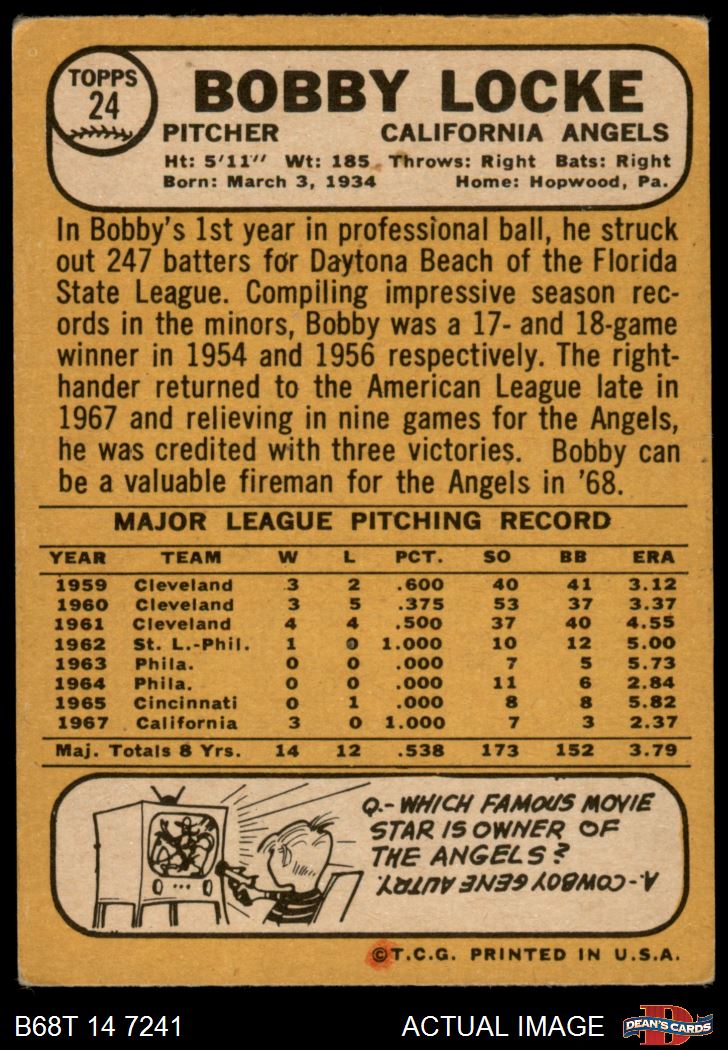 TOPPS
24
BOBBY LOCKE
PITCHER CALIFORNIA ANGELS
Ht: 5'11" Wt: 185 Throws: Right Bats: Right
Born: March 3, 1934 Home: Hopwood, Pa.
In Bobby's 1st year in professional ball, he struck
out 247 batters for Daytona Beach of the Florida
State League. Compiling impressive season rec-
ords in the minors, Bobby was a 17- and 18-game
winner in 1954 and 1956 respectively. The right-
hander returned to the American League late in
1967 and relieving in nine games for the Angels,
he was credited with three victories. Bobby can
be a valuable fireman for the Angels in '68.
MAJOR LEAGUE PITCHING RECORD
YEAR TEAM W L PCT. SO BB ERA
1959 Cleveland 3 2 .600 40 41 3.12
1960 Cleveland 3 5 .375 53 37 3.37
1961 Cleveland 4 4 .500 37 40 4.55
1962 St. L.-Phil. 1 0 1.000 10 12 5.00
1963 Phila. 0 0 .000 7 5 5.73
1964 Phila. 0 0 .000 11 6 2.84
1965 Cincinnati 0 1 .000 8 8 5.82
1967 California 3 0 1.000 7 3 2.37
Maj. Totals 8 Yrs. 14 12 .538 173 152 3.79
Q.- WHICH FAMOUS MOVIE
STAR IS OWNER OF
THE ANGELS?
A.- COWBOY GENE AUTRY.
©T.C.G. PRINTED IN U.S.A.
B68T 14 7241 ACTUAL IMAGE
D
DEAN'S CARDS